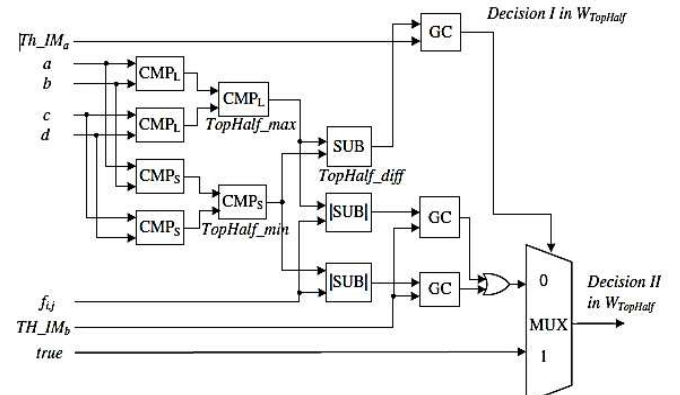 Decision I in W_TopHalf
Th_IM_a
GC
a
b
CMP_L
CMP_L
TopHalf_max
c
d
CMP_L
SUB
TopHalf_diff
CMP_S
CMP_S
TopHalf_min
CMP_S
|SUB|
GC
|SUB|
GC
f_i,j
TH_IM_b
true
0
MUX
1
Decision II
in W_TopHalf